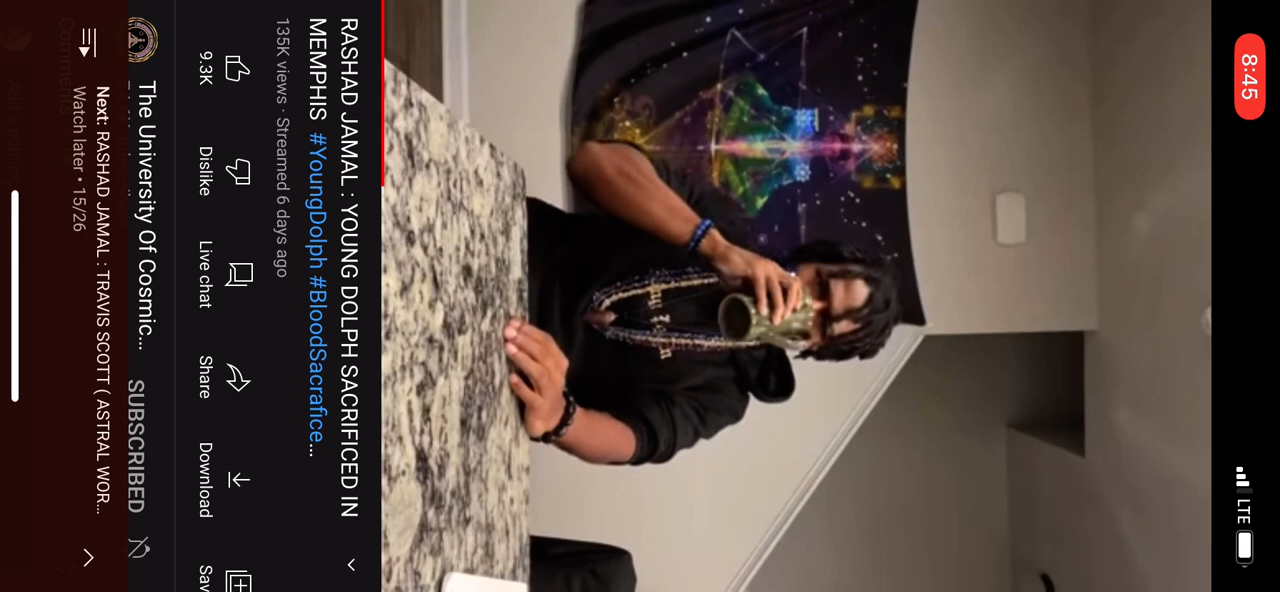 8:45
LTE
RASHAD JAMAL : YOUNG DOLPH SACRIFICED IN
MEMPHIS #YoungDolph #BloodSacrafice...
135K views · Streamed 6 days ago
9.3K
Dislike
Live chat
Share
Download
Sav
The University Of Cosmic...
SUBSCRIBED
Next: RASHAD JAMAL : TRAVIS SCOTT ( ASTRAL WOR...
Watch later • 15/26
Comments